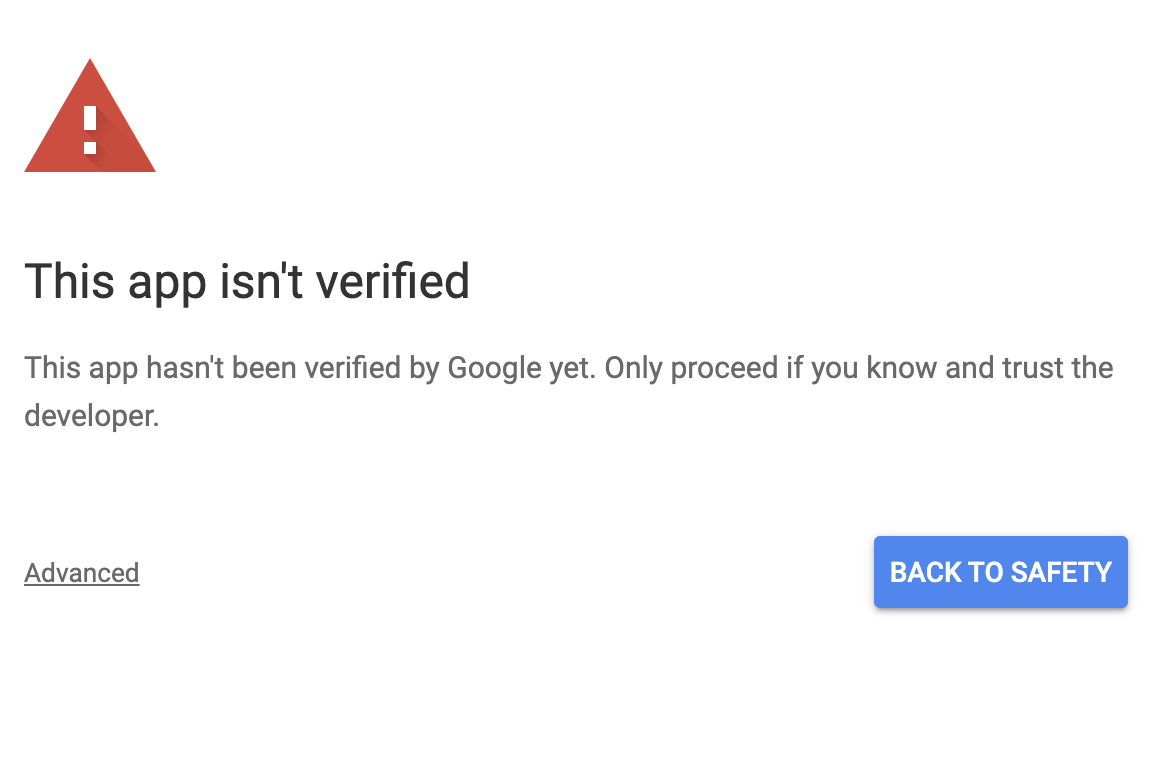 This app isn't verified
This app hasn't been verified by Google yet. Only proceed if you know and trust the
developer.
Advanced
BACK TO SAFETY